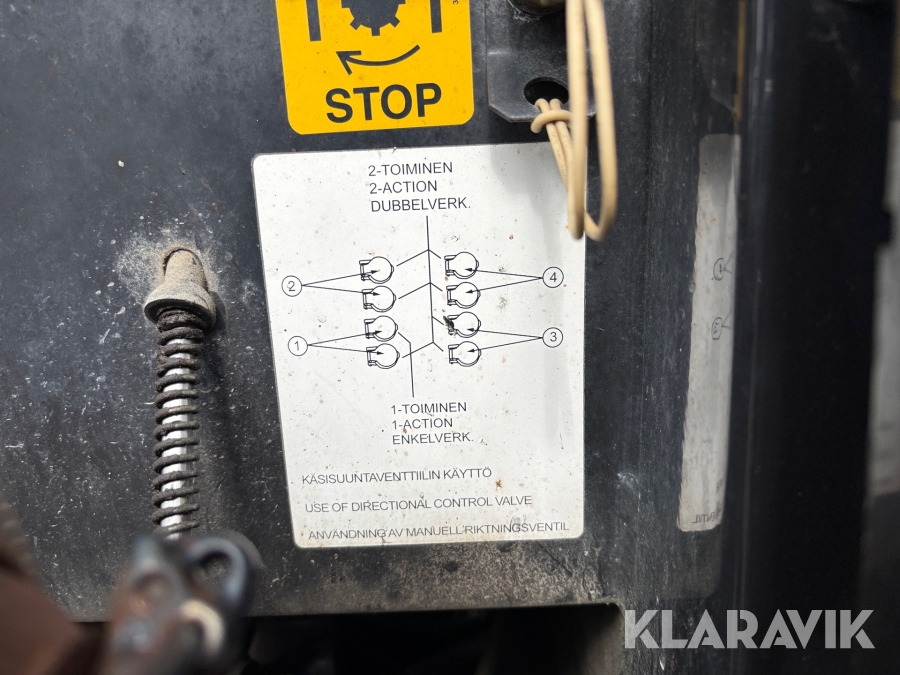 STOP
2-TOIMINEN
2-ACTION
DUBBELVERK.
2
4
1
3
1-TOIMINEN
1-ACTION
ENKELVERK.
KÄSISUUNTAVENTTIILIN KÄYTTÖ
USE OF DIRECTIONAL CONTROL VALVE
ANVÄNDNING AV MANUELL RIKTNINGSVENTIL
KLARAVIK